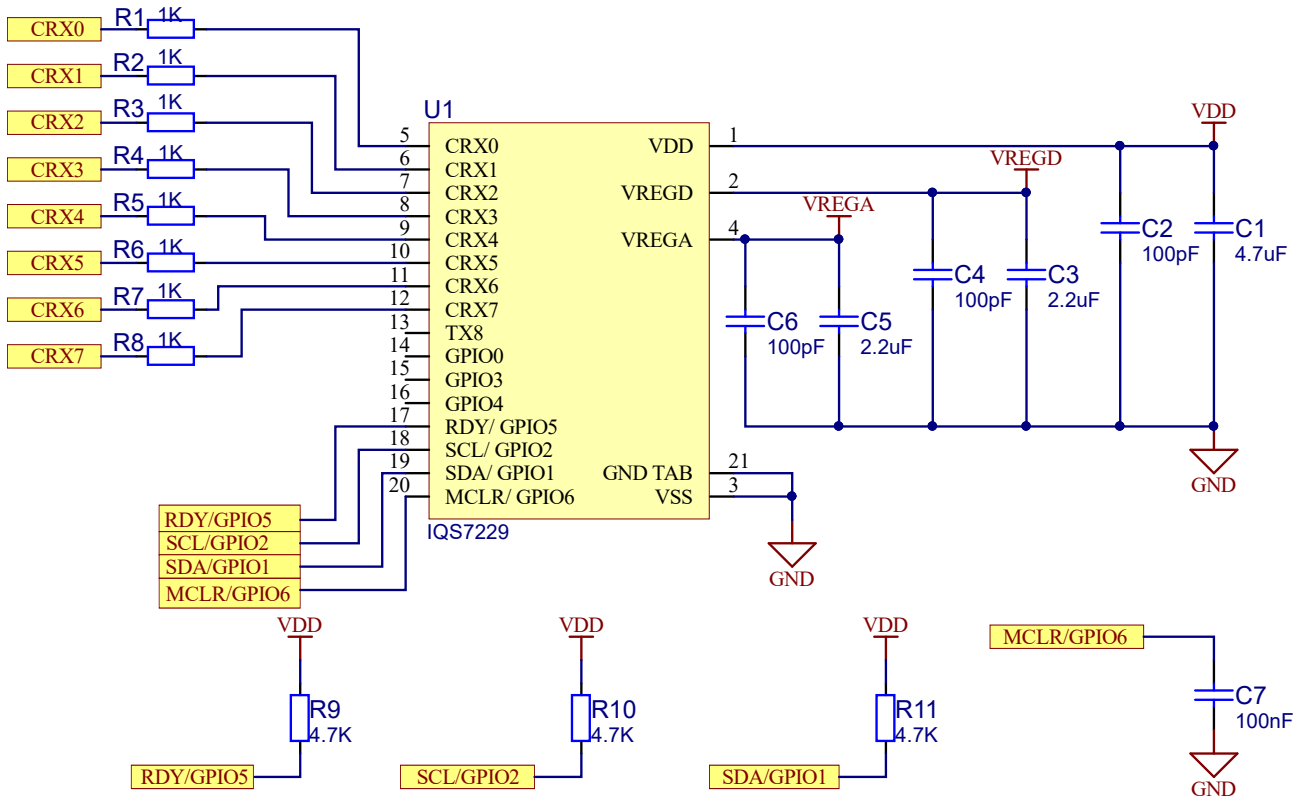 CRX0 R1 1K
CRX1 R2 1K
CRX2 R3 1K
CRX3 R4 1K
CRX4 R5 1K
CRX5 R6 1K
CRX6 R7 1K
CRX7 R8 1K
U1
5 CRX0
6 CRX1
7 CRX2
8 CRX3
9 CRX4
10 CRX5
11 CRX6
12 CRX7
13 TX8
14 GPIO0
15 GPIO3
16 GPIO4
17 RDY/ GPIO5
18 SCL/ GPIO2
19 SDA/ GPIO1
20 MCLR/ GPIO6
VDD 1
VREGD 2
VREGA 4
GND TAB 21
VSS 3
IQS7229
VDD
VREGD
VREGA
C2
100pF
C1
4.7uF
C4
100pF
C3
2.2uF
C6
100pF
C5
2.2uF
GND
GND
RDY/GPIO5
SCL/GPIO2
SDA/GPIO1
MCLR/GPIO6
VDD
R9
4.7K
RDY/GPIO5
VDD
R10
4.7K
SCL/GPIO2
VDD
R11
4.7K
SDA/GPIO1
MCLR/GPIO6
C7
100nF
GND